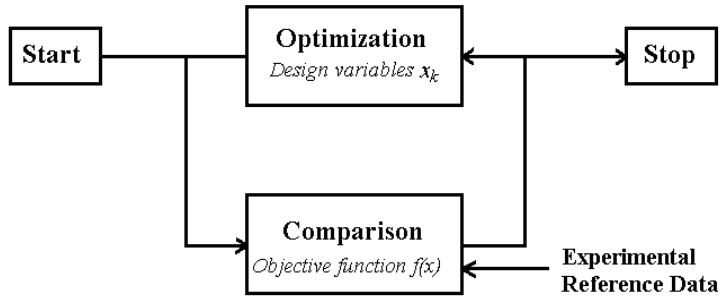 Start
Optimization
Design variables x_k
Stop
Comparison
Objective function f(x)
Experimental
Reference Data